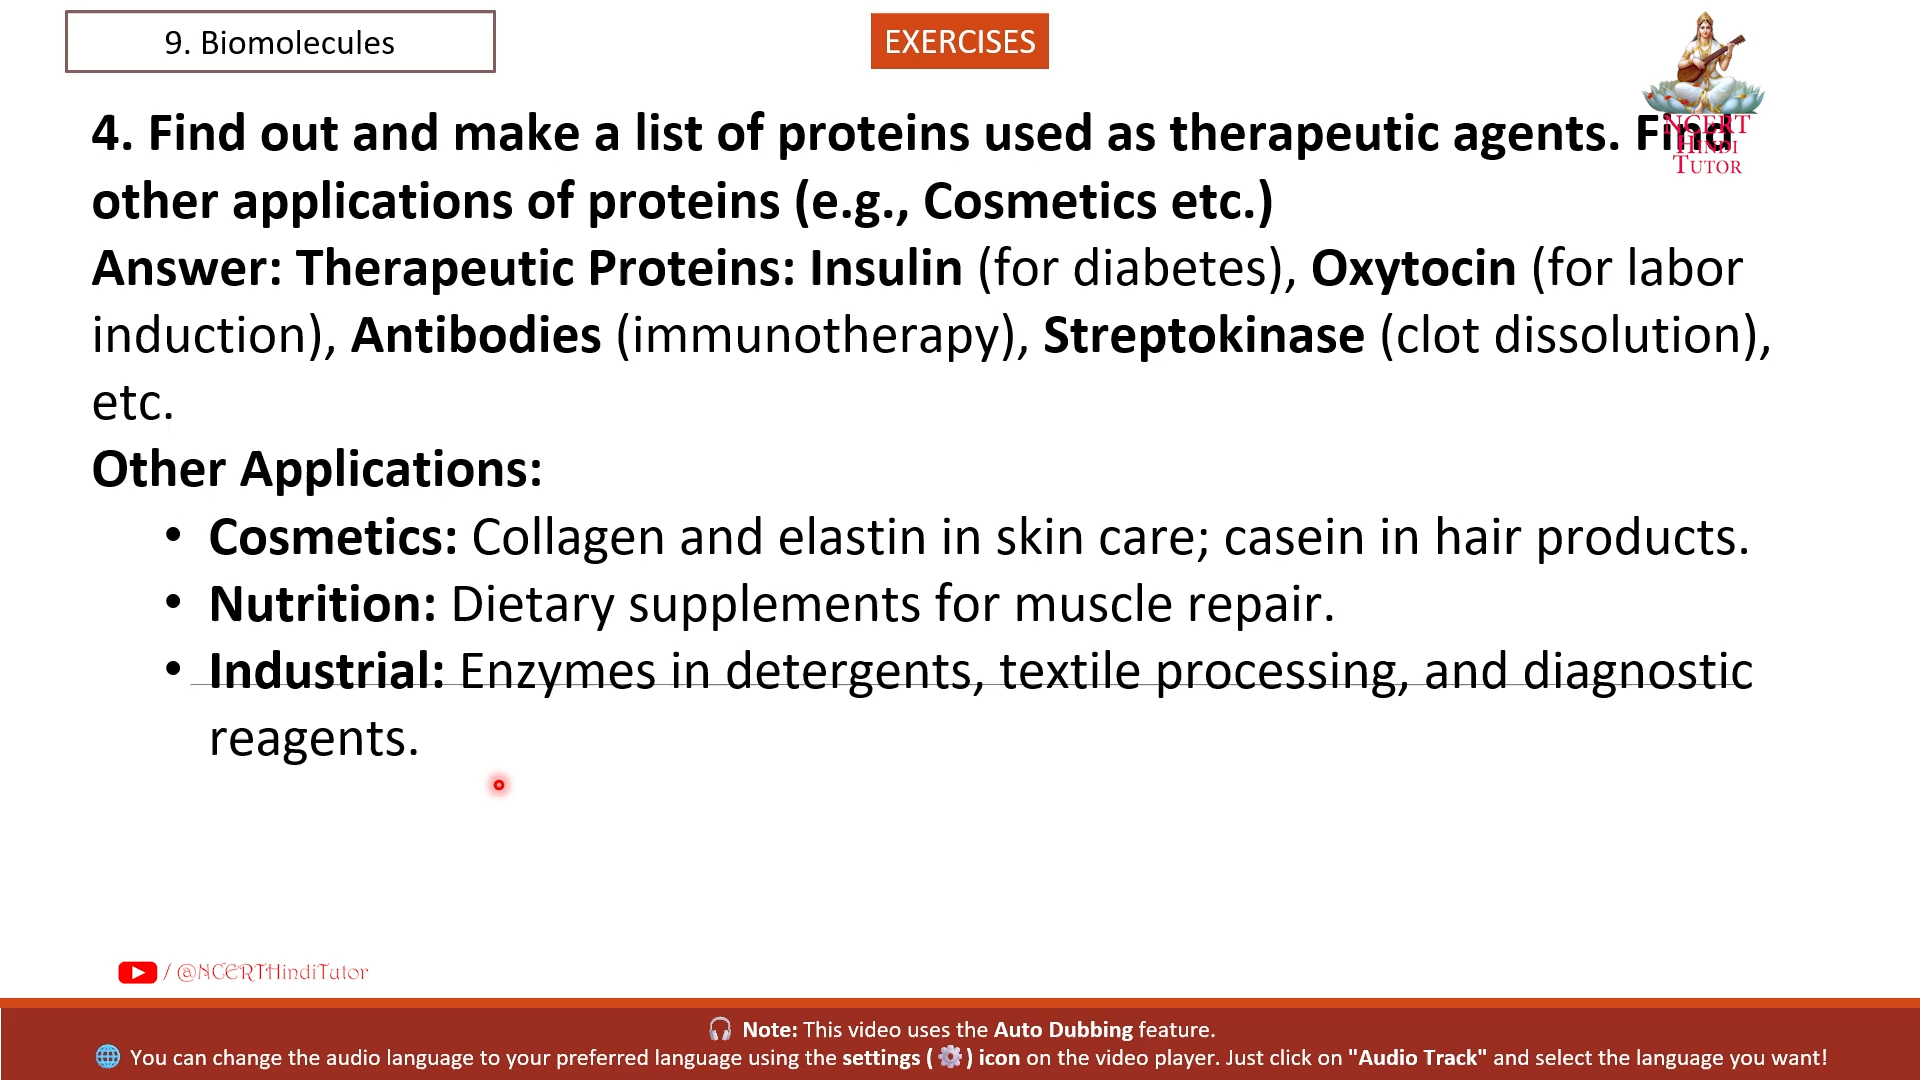 9. Biomolecules
EXERCISES
NCERT
HINDI
TUTOR
4. Find out and make a list of proteins used as therapeutic agents. Find
other applications of proteins (e.g., Cosmetics etc.)
Answer: Therapeutic Proteins: Insulin (for diabetes), Oxytocin (for labor
induction), Antibodies (immunotherapy), Streptokinase (clot dissolution),
etc.
Other Applications:
• Cosmetics: Collagen and elastin in skin care; casein in hair products.
• Nutrition: Dietary supplements for muscle repair.
• Industrial: Enzymes in detergents, textile processing, and diagnostic
reagents.
/ @NCERTHindiTutor
🎧 Note: This video uses the Auto Dubbing feature.
🌐 You can change the audio language to your preferred language using the settings ( ⚙️ ) icon on the video player. Just click on "Audio Track" and select the language you want!